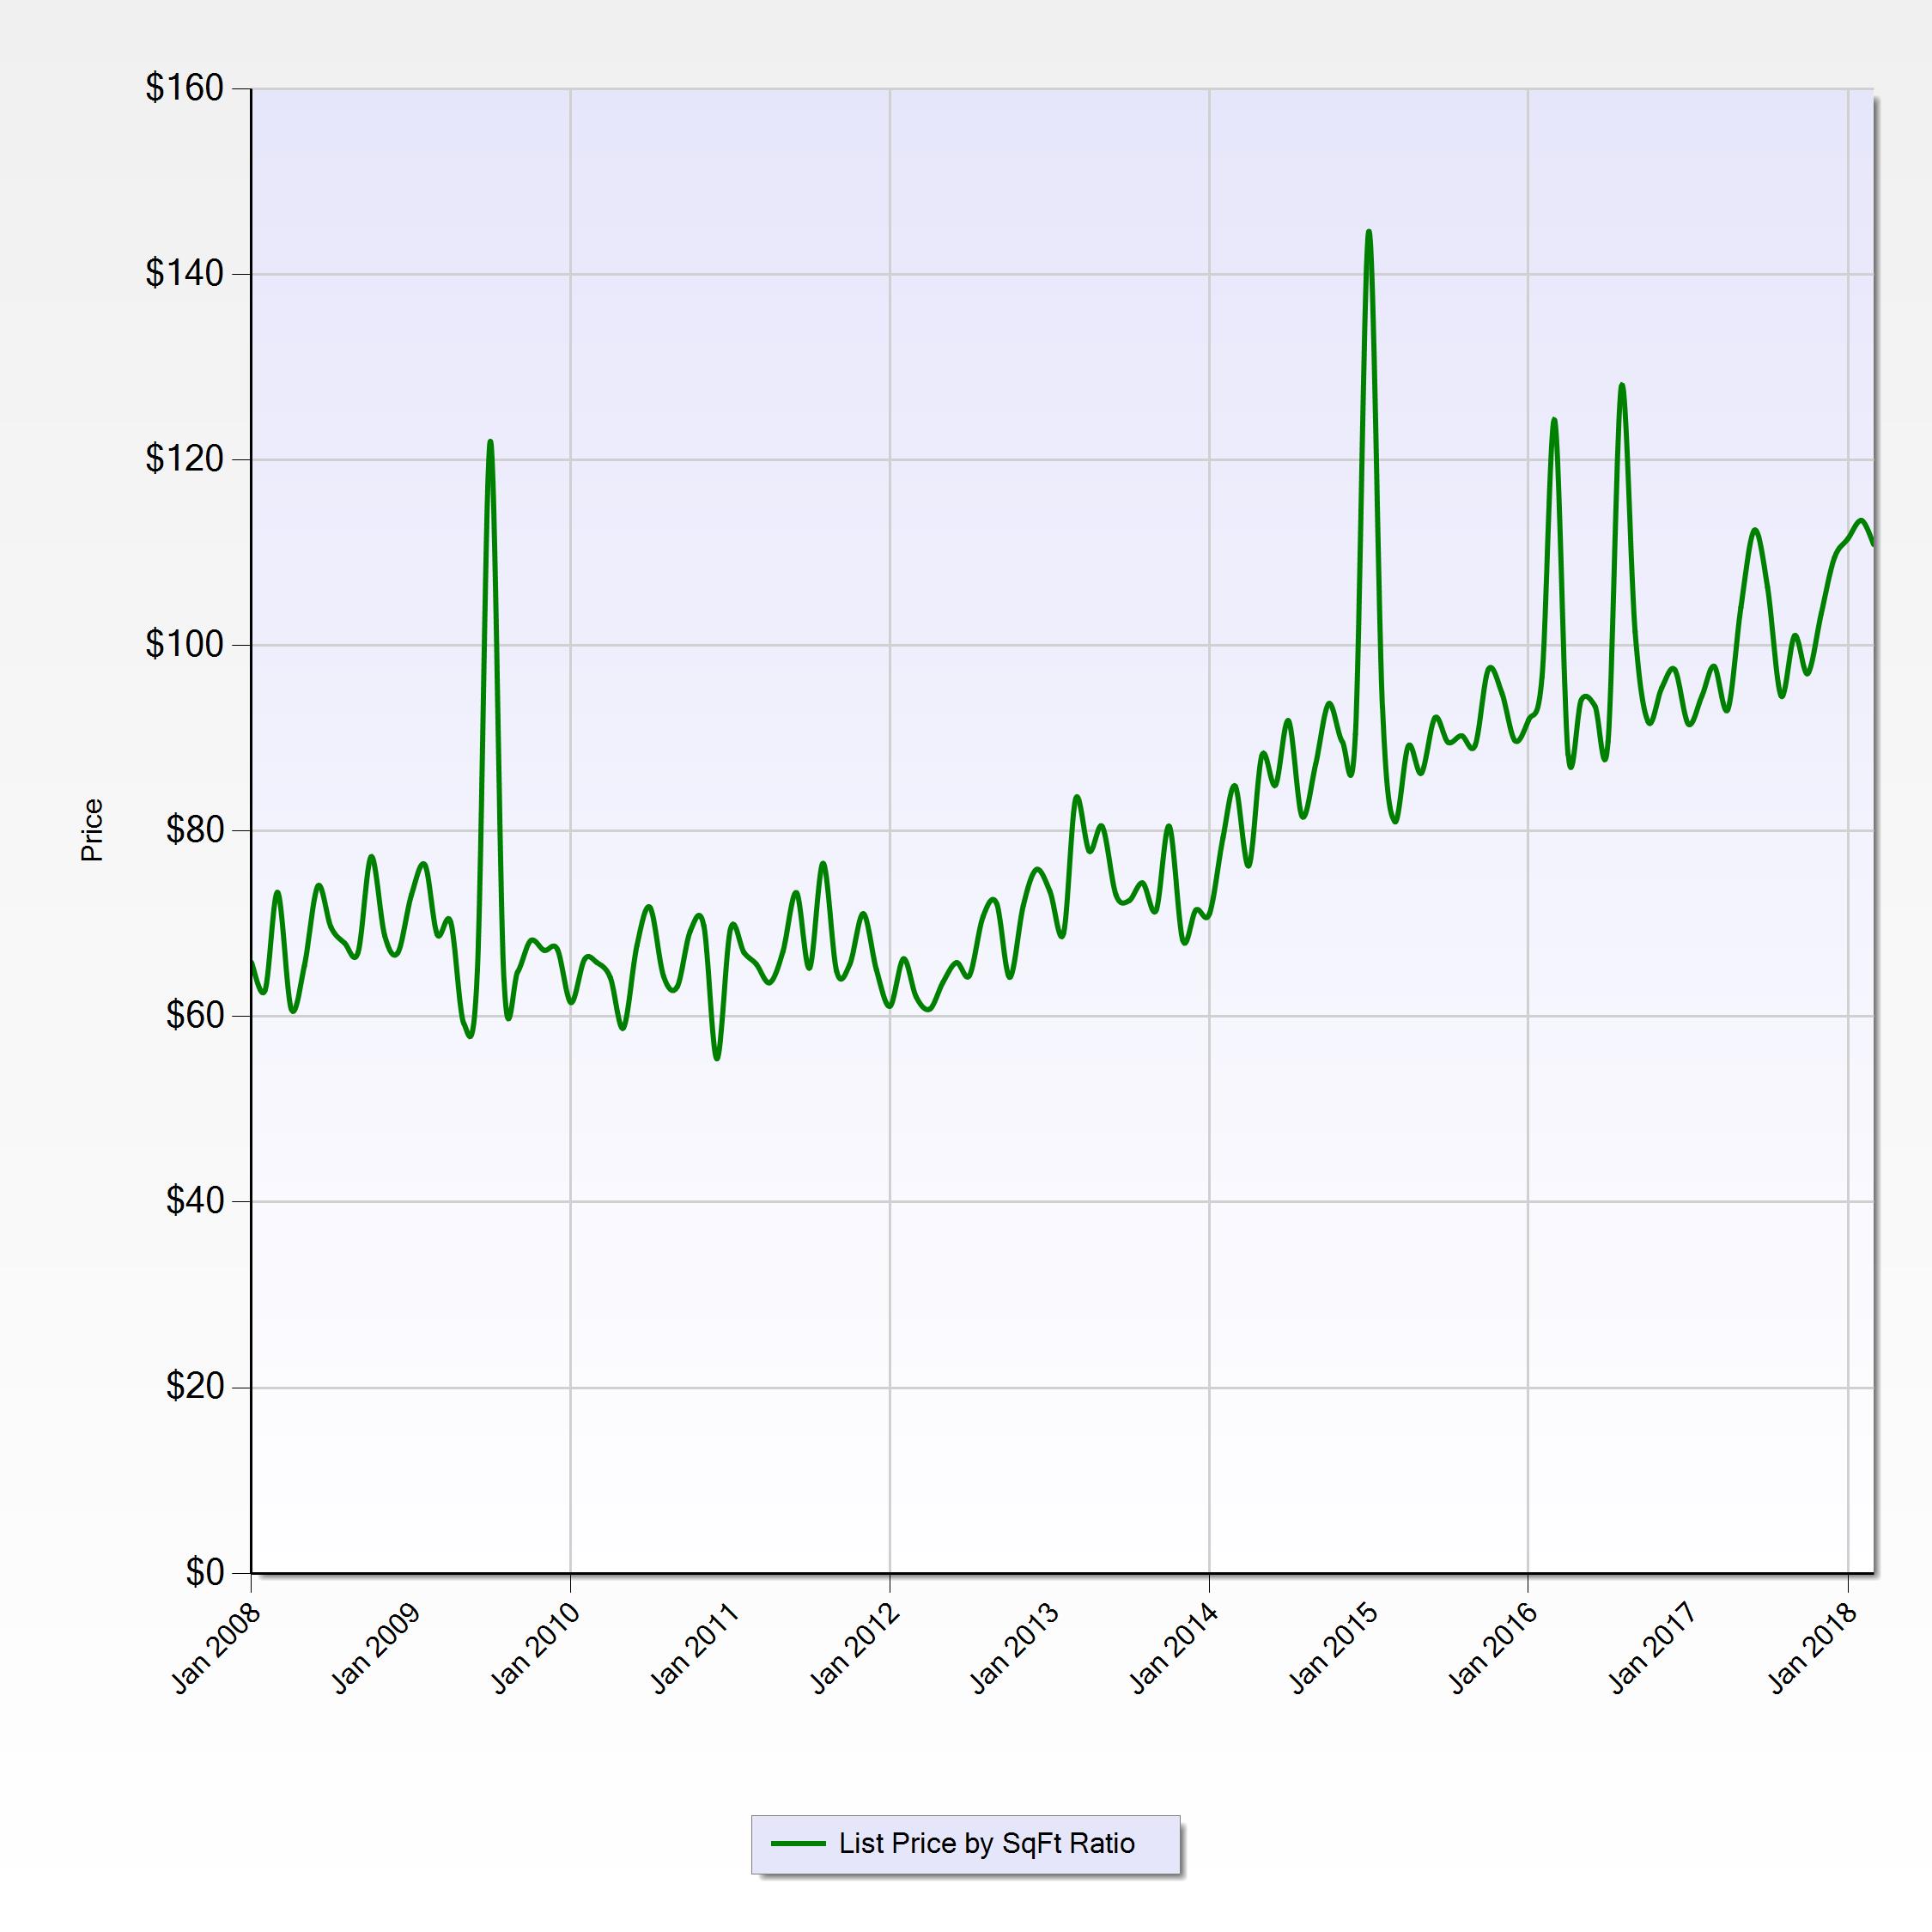 $160
$140
$120
$100
$80
$60
$40
$20
$0
Price
Jan 2008
Jan 2009
Jan 2010
Jan 2011
Jan 2012
Jan 2013
Jan 2014
Jan 2015
Jan 2016
Jan 2017
Jan 2018
List Price by SqFt Ratio